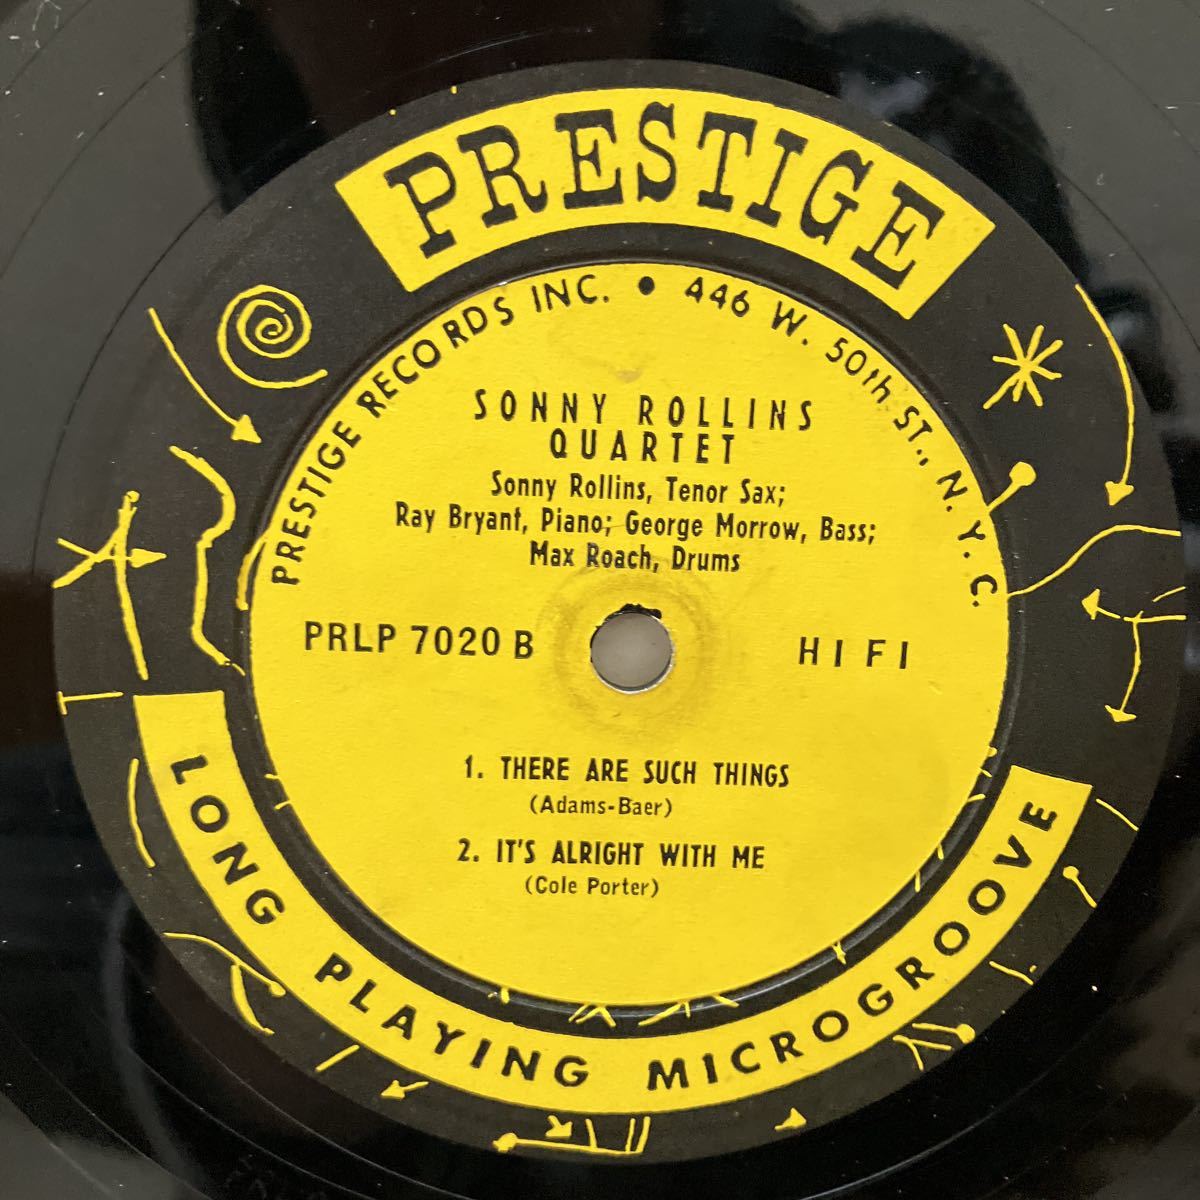 PRESTIGE
PRESTIGE RECORDS INC. • 446 W. 50th ST., N.Y.C.
SONNY ROLLINS
QUARTET
Sonny Rollins, Tenor Sax;
Ray Bryant, Piano; George Morrow, Bass;
Max Roach, Drums
PRLP 7020 B
HI FI
1. THERE ARE SUCH THINGS
(Adams-Baer)
2. IT'S ALRIGHT WITH ME
(Cole Porter)
LONG PLAYING MICROGROOVE